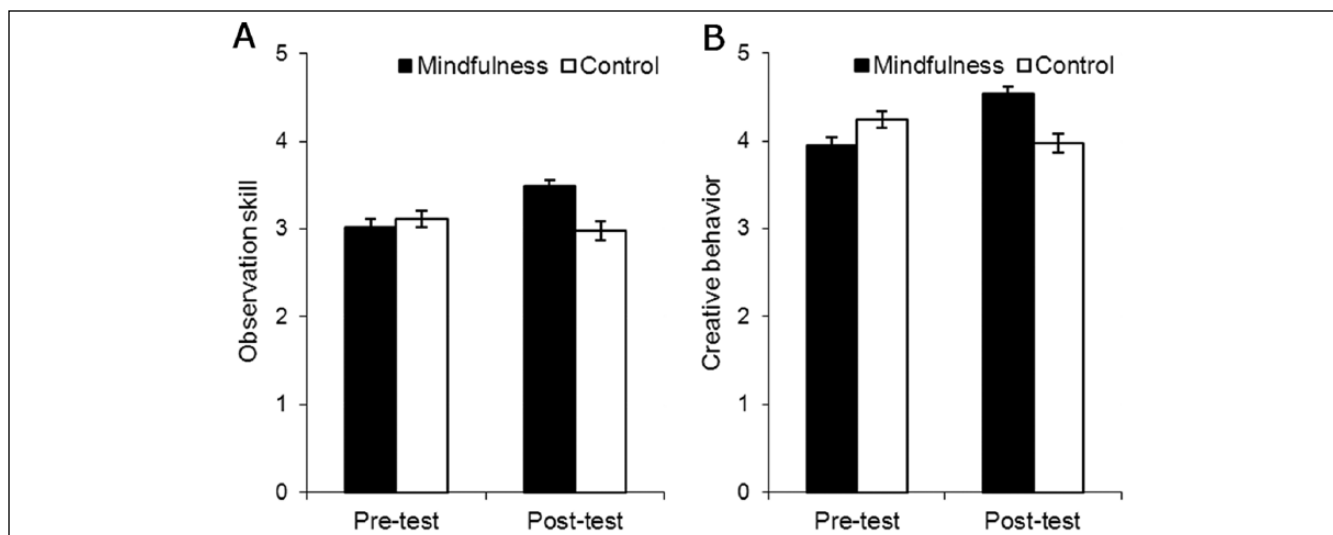 A
Mindfulness Control
5
4
3
2
1
0
Observation skill
Pre-test Post-test
B
Mindfulness Control
5
4
3
2
1
0
Creative behavior
Pre-test Post-test